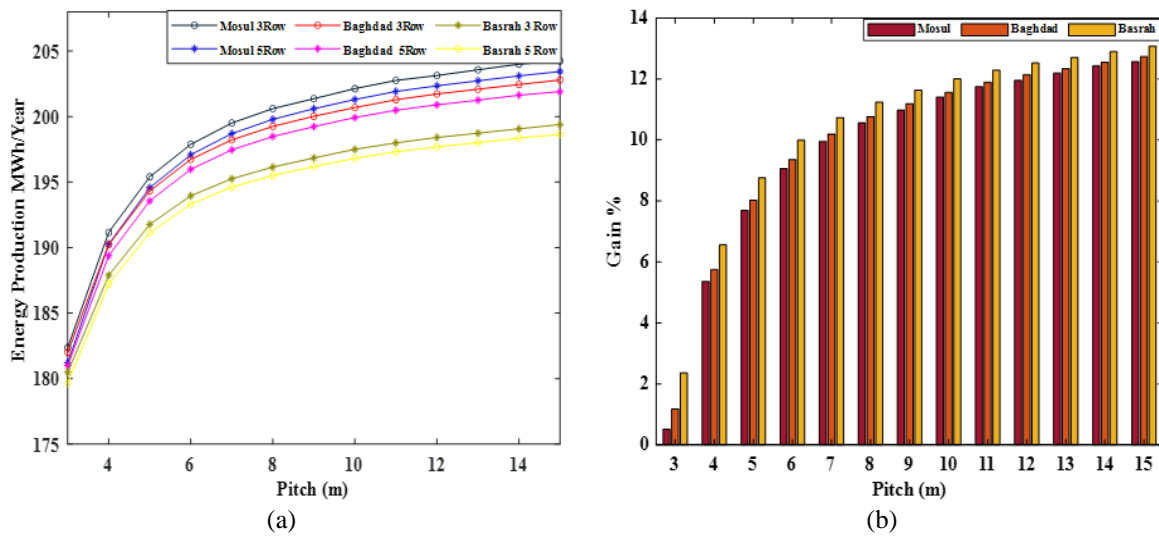 Mosul 3Row Baghdad 3Row Basrah 3 Row
Mosul 5Row Baghdad 5Row Basrah 5 Row
Energy Production MWh/Year
205
200
195
190
185
180
175
4 6 8 10 12 14
Pitch (m)
(a)
Mosul Baghdad Basrah
Gain %
14
12
10
8
6
4
2
0
3 4 5 6 7 8 9 10 11 12 13 14 15
Pitch (m)
(b)